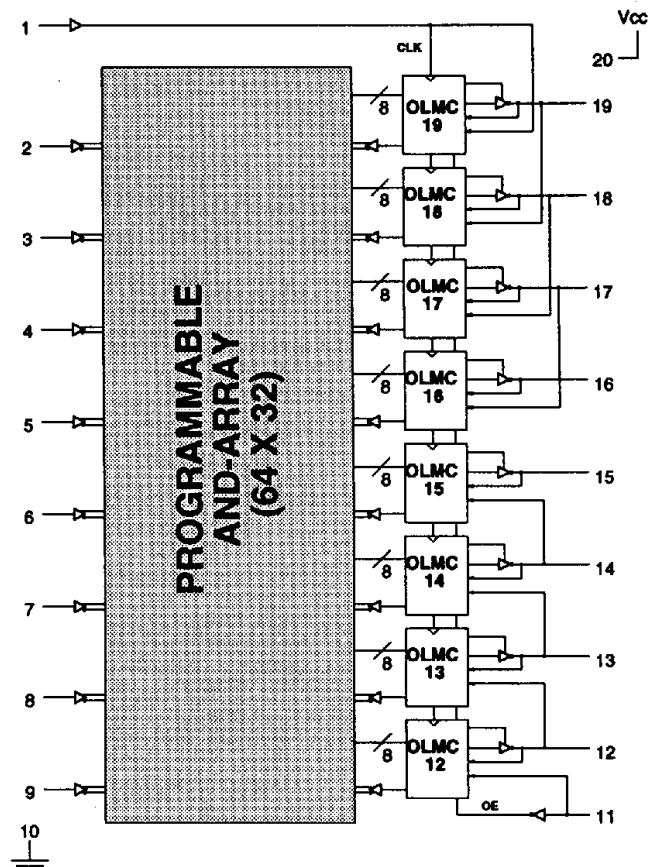 1
Vcc
CLK
20
OLMC
19
19
8
2
OLMC
18
18
8
3
OLMC
17
17
8
4
OLMC
16
16
8
5
PROGRAMMABLE
AND-ARRAY
(64 X 32)
OLMC
15
15
8
6
OLMC
14
14
8
7
OLMC
13
13
8
8
OLMC
12
12
8
9
OE
11
10